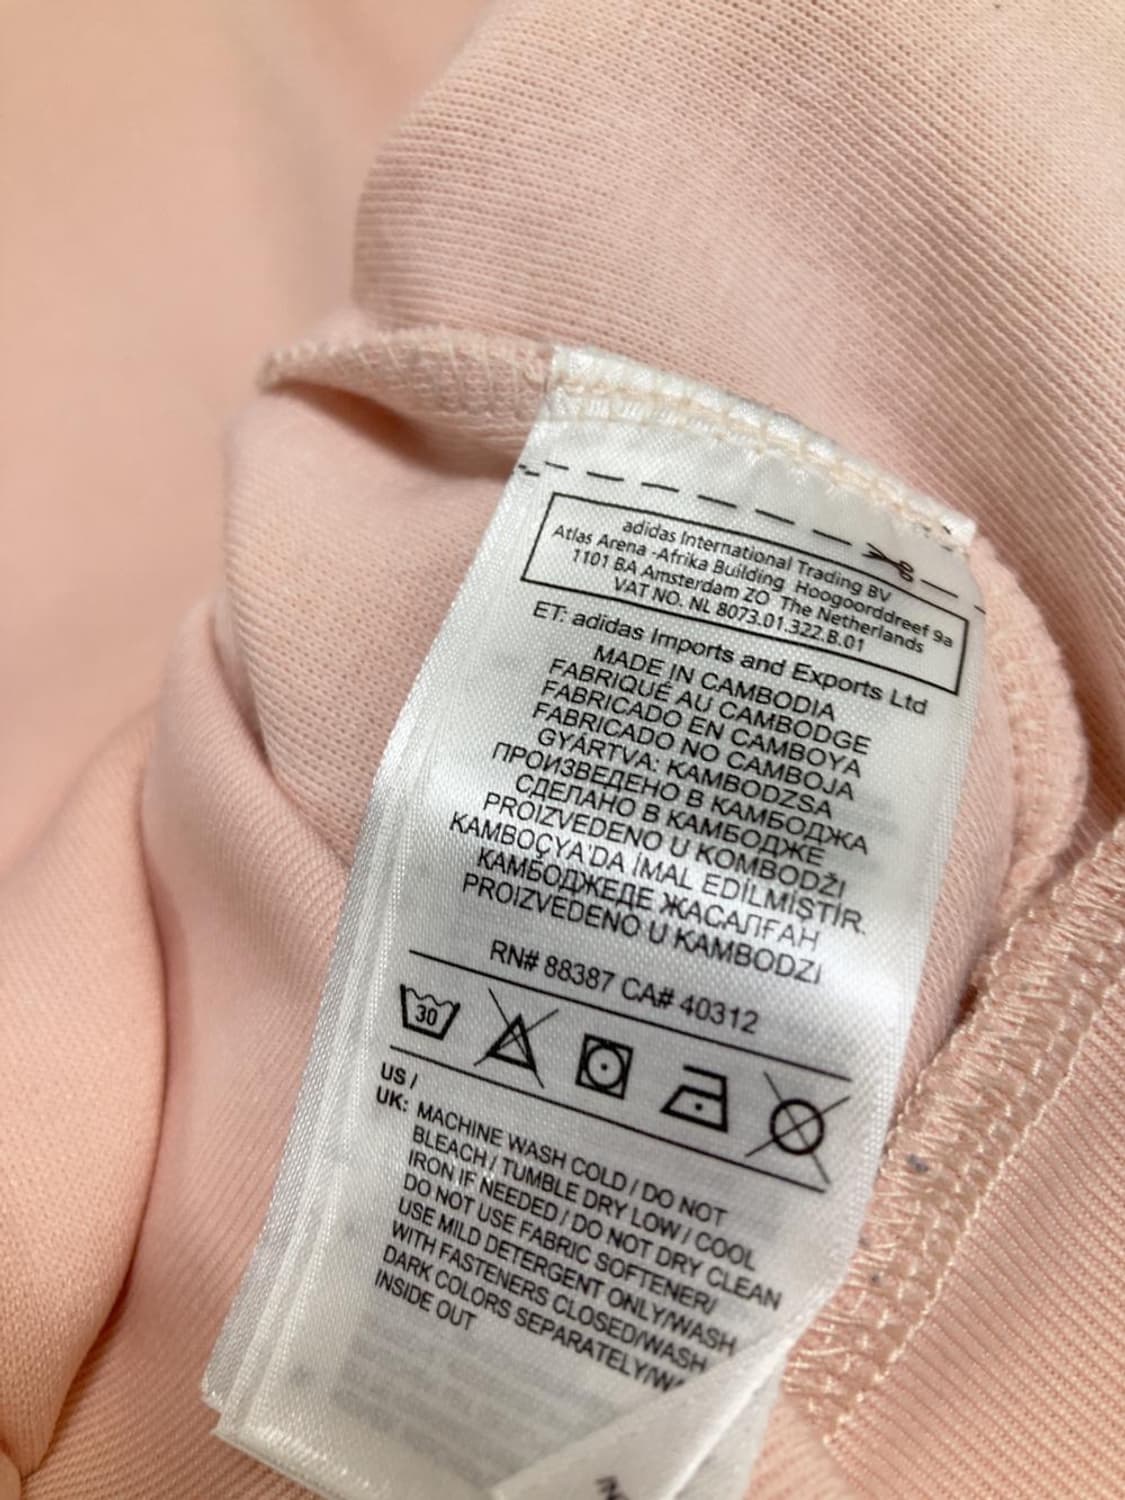 adidas International Trading BV
Atlas Arena -Afrika Building Hoogoorddreef 9a
1101 BA Amsterdam ZO The Netherlands
VAT NO. NL 8073.01.322.B.01
ET: adidas Imports and Exports Ltd
MADE IN CAMBODIA
FABRIQUÉ AU CAMBODGE
FABRICADO EN CAMBOYA
FABRICADO NO CAMBOJA
GYÁRTVA: KAMBODZSA
ПРОИЗВЕДЕНО В КАМБОДЖА
СДЕЛАНО В КАМБОДЖЕ
PROIZVEDENO U KOMBODŽI
KAMBOÇYA'DA İMAL EDİLMİŞTİR.
КАМБОДЖЕДЕ ЖАСАЛҒАН
PROIZVEDENO U KAMBODZI
RN# 88387 CA# 40312
30
US /
UK: MACHINE WASH COLD / DO NOT
BLEACH / TUMBLE DRY LOW / COOL
IRON IF NEEDED / DO NOT DRY CLEAN
DO NOT USE FABRIC SOFTENER/
USE MILD DETERGENT ONLY/WASH
WITH FASTENERS CLOSED/WASH
DARK COLORS SEPARATELY/
INSIDE OUT